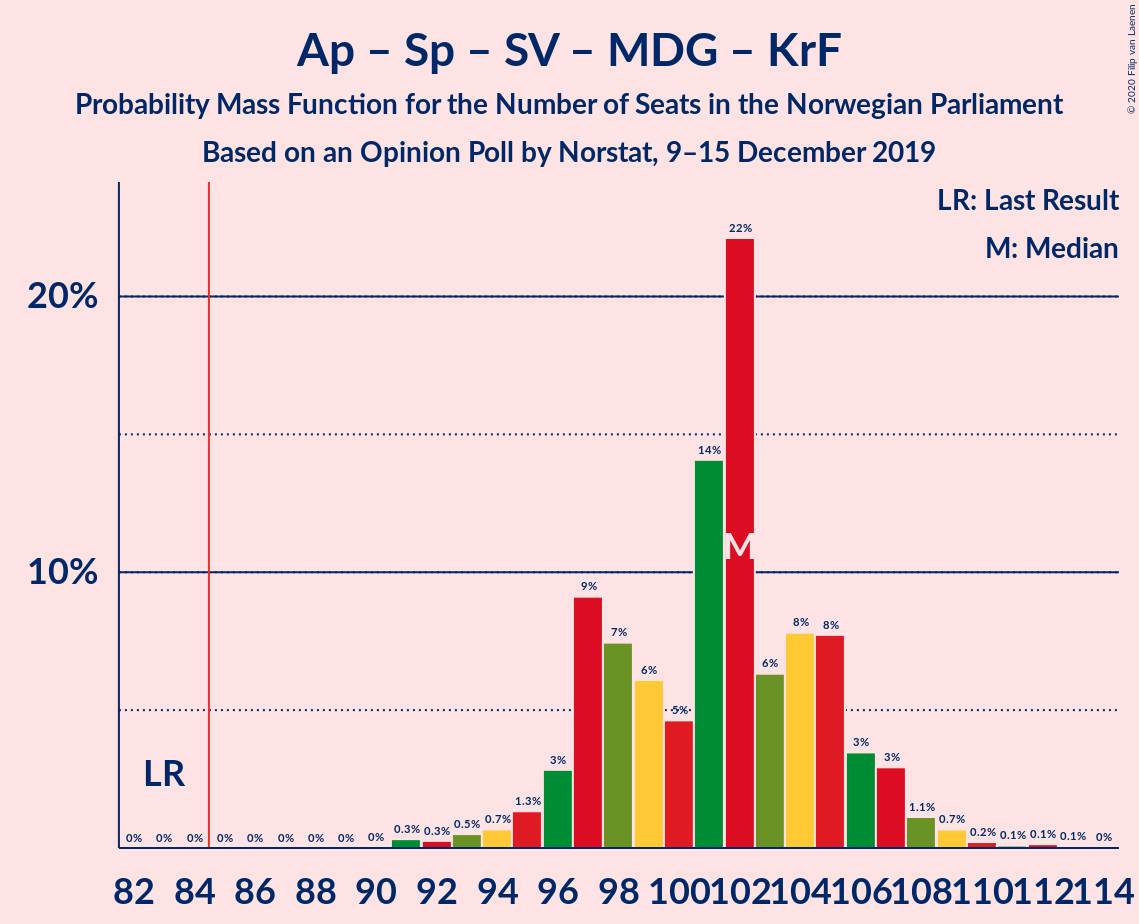 Ap – Sp – SV – MDG – KrF
Probability Mass Function for the Number of Seats in the Norwegian Parliament
Based on an Opinion Poll by Norstat, 9–15 December 2019
© 2020 Filip van Laenen
LR: Last Result
M: Median
20%
10%
LR
M
0% 0% 0% 0% 0% 0% 0% 0% 0% 0.3% 0.3% 0.5% 0.7% 1.3% 3% 9% 7% 6% 5% 14% 22% 6% 8% 8% 3% 3% 1.1% 0.7% 0.2% 0.1% 0.1% 0.1% 0%
82 84 86 88 90 92 94 96 98 100 102 104 106 108 110 112 114